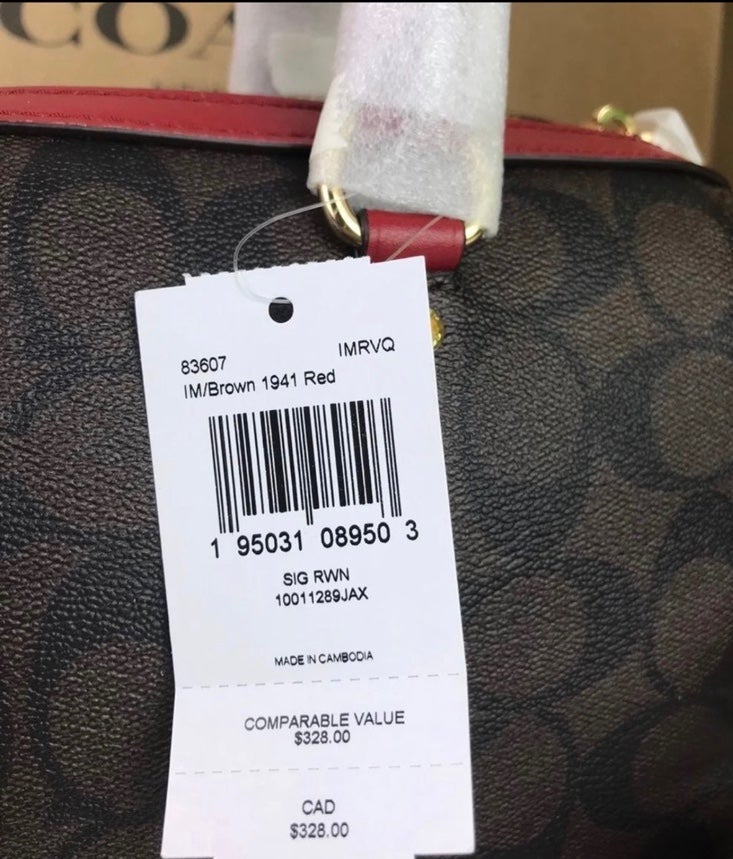 COA
83607 IMRVQ
IM/Brown 1941 Red
1 95031 08950 3
SIG RWN
10011289JAX
MADE IN CAMBODIA
COMPARABLE VALUE
$328.00
CAD
$328.00